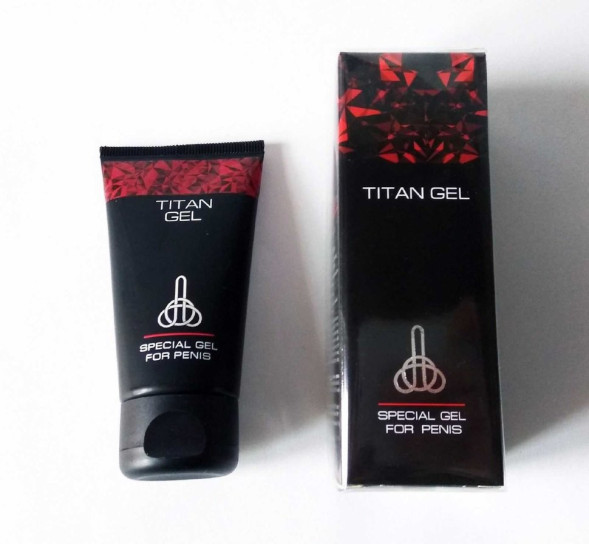 TITAN
GEL
SPECIAL GEL
FOR PENIS
TITAN GEL
SPECIAL GEL
FOR PENIS